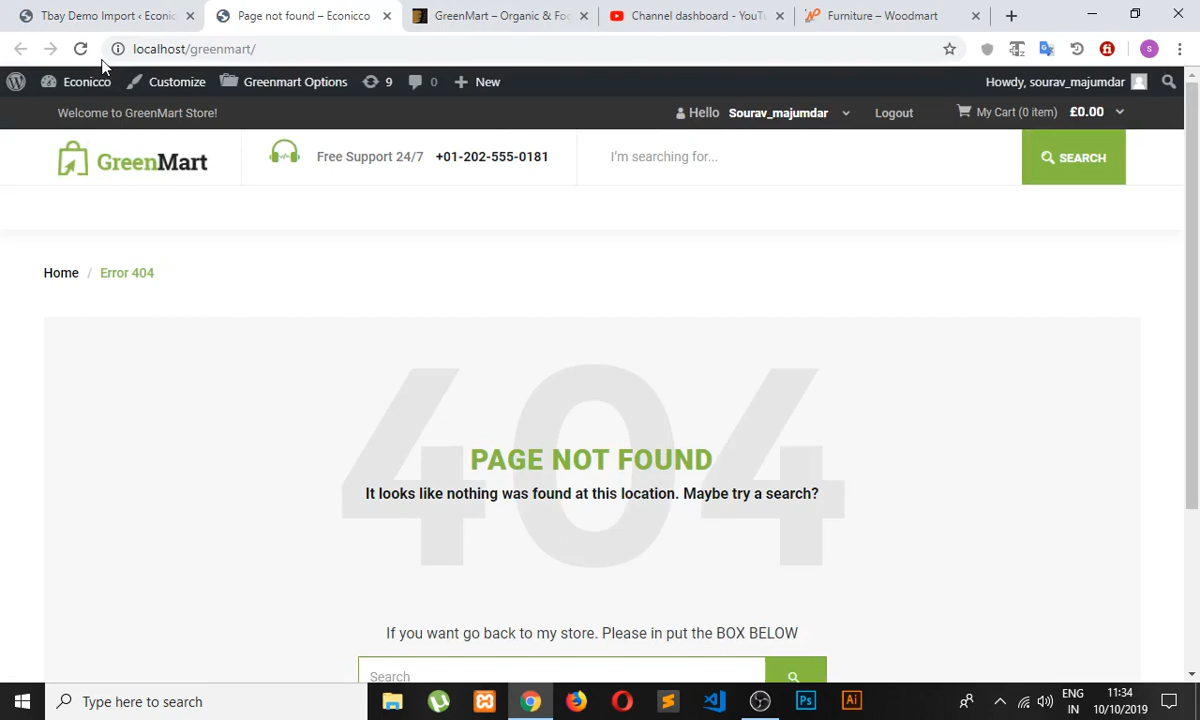 Tbay Demo Import ‹ Econic
Page not found – Econicco
GreenMart – Organic & Foo
Channel dashboard - YouTu
Furniture – Woodmart
localhost/greenmart/
S
Econicco
Customize
Greenmart Options
9
0
New
Howdy, sourav_majumdar
Welcome to GreenMart Store!
Hello Sourav_majumdar
Logout
My Cart (0 item) £0.00
GreenMart
Free Support 24/7 +01-202-555-0181
I'm searching for...
SEARCH
Home / Error 404
404
PAGE NOT FOUND
It looks like nothing was found at this location. Maybe try a search?
If you want go back to my store. Please in put the BOX BELOW
Search
Type here to search
Ps
Ai
ENG
IN
11:34
10/10/2019